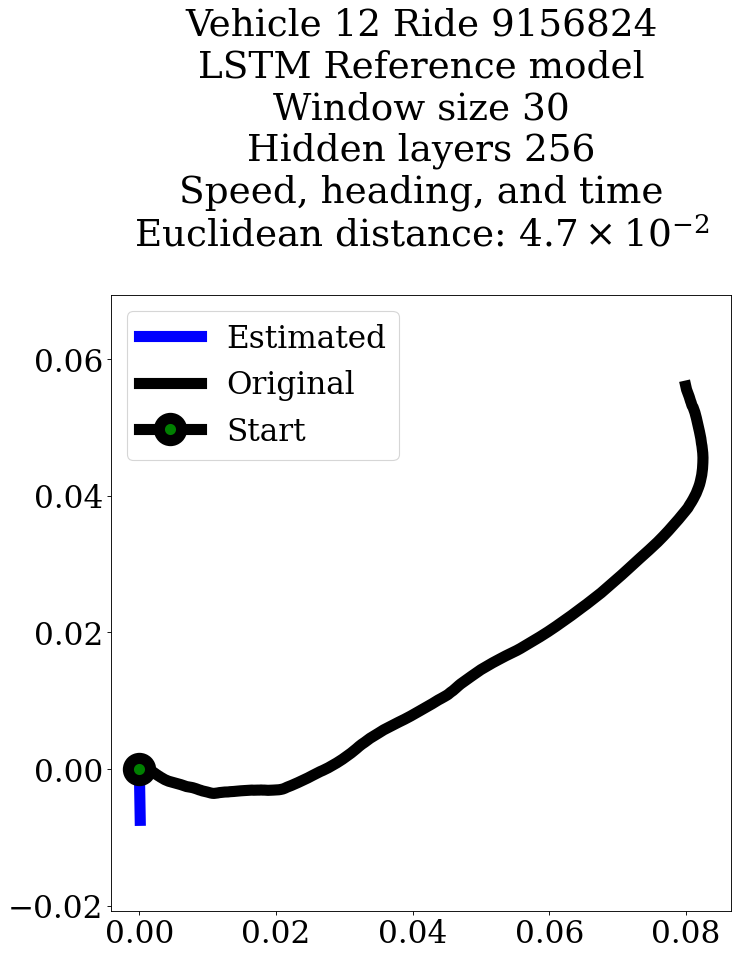 Vehicle 12 Ride 9156824
LSTM Reference model
Window size 30
Hidden layers 256
Speed, heading, and time
Euclidean distance: 4.7 × 10⁻²
Estimated
Original
Start
0.06
0.04
0.02
0.00
−0.02
0.00 0.02 0.04 0.06 0.08